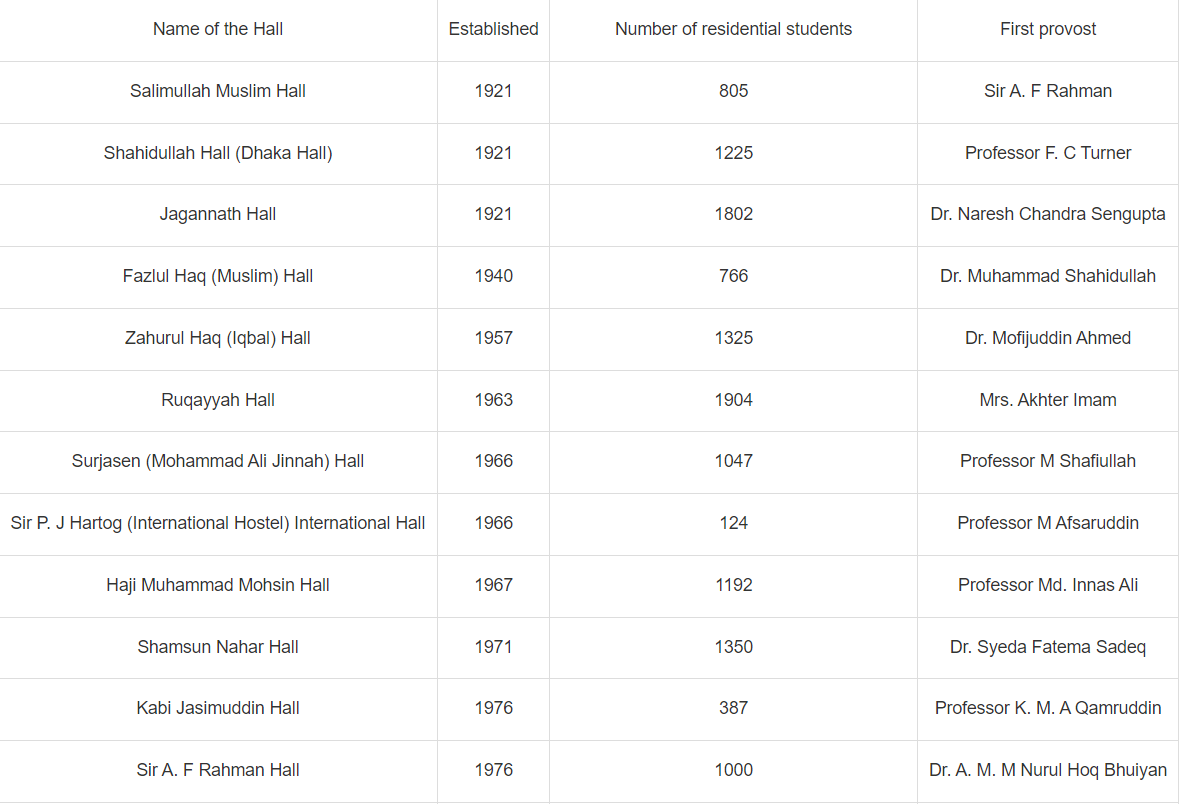 Name of the Hall Established Number of residential students First provost
Salimullah Muslim Hall 1921 805 Sir A. F Rahman
Shahidullah Hall (Dhaka Hall) 1921 1225 Professor F. C Turner
Jagannath Hall 1921 1802 Dr. Naresh Chandra Sengupta
Fazlul Haq (Muslim) Hall 1940 766 Dr. Muhammad Shahidullah
Zahurul Haq (Iqbal) Hall 1957 1325 Dr. Mofijuddin Ahmed
Ruqayyah Hall 1963 1904 Mrs. Akhter Imam
Surjasen (Mohammad Ali Jinnah) Hall 1966 1047 Professor M Shafiullah
Sir P. J Hartog (International Hostel) International Hall 1966 124 Professor M Afsaruddin
Haji Muhammad Mohsin Hall 1967 1192 Professor Md. Innas Ali
Shamsun Nahar Hall 1971 1350 Dr. Syeda Fatema Sadeq
Kabi Jasimuddin Hall 1976 387 Professor K. M. A Qamruddin
Sir A. F Rahman Hall 1976 1000 Dr. A. M. M Nurul Hoq Bhuiyan